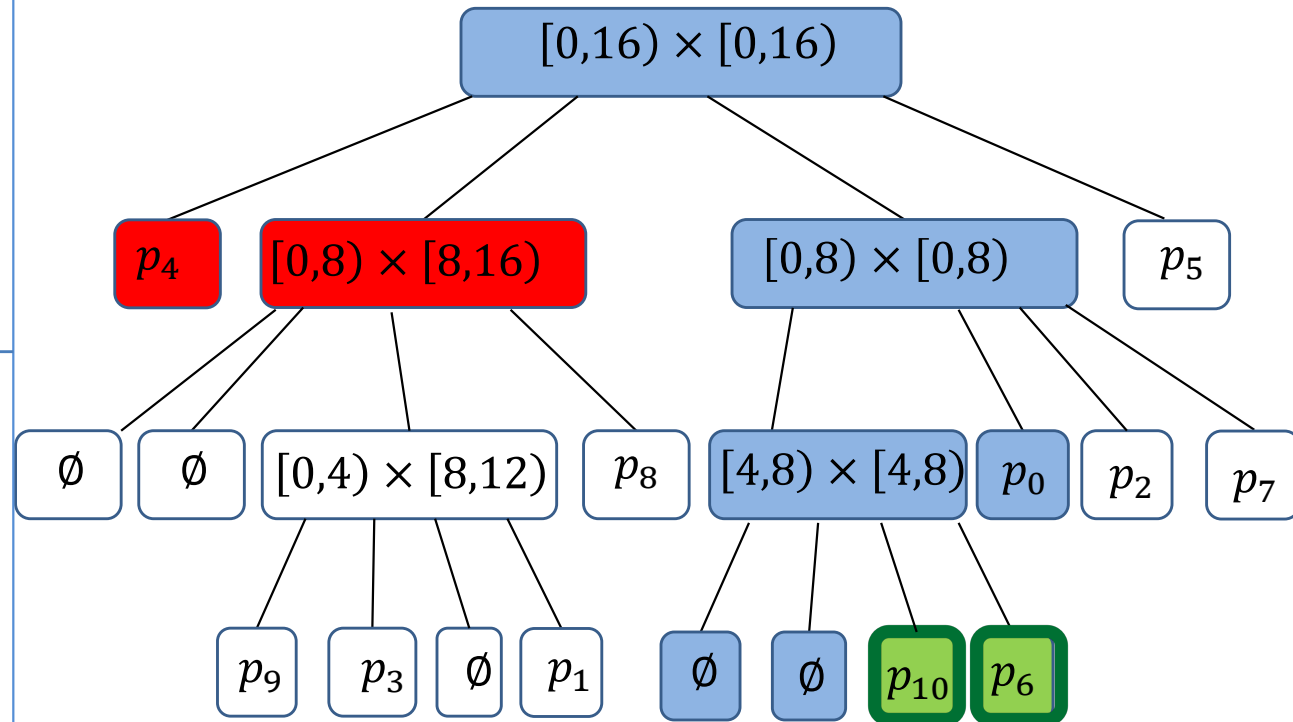 [0,16) × [0,16)
p₄ [0,8) × [8,16) [0,8) × [0,8) p₅
∅ ∅ [0,4) × [8,12) p₈ [4,8) × [4,8) p₀ p₂ p₇
p₉ p₃ ∅ p₁ ∅ ∅ p₁₀ p₆